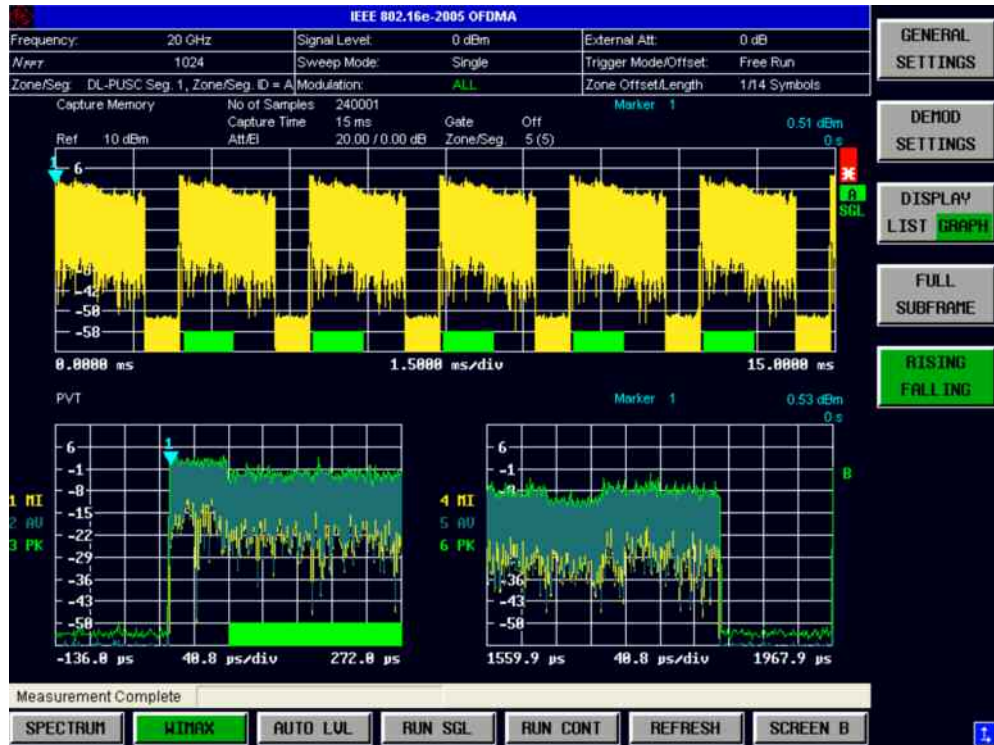 IEEE 802.16e-2005 OFDMA
Frequency: 20 GHz Signal Level: 0 dBm External Att: 0 dB
NFFT 1024 Sweep Mode: Single Trigger Mode/Offset: Free Run
Zone/Seg: DL-PUSC Seg. 1, Zone/Seg. ID = A Modulation: ALL Zone Offset/Length 1/14 Symbols
Capture Memory No of Samples 240001 Marker 1
Capture Time 15 ms Gate Off 0.51 dBm
Ref 10 dBm Att/El 20.00 / 0.00 dB Zone/Seg. 5 (5) 0 s
1
6
A
SGL
-42
-50
-58
0.0000 ms 1.5000 ms/div 15.0000 ms
PVT Marker 1 0.53 dBm
0 s
1
6
-1
-8
-15
-22
-29
-36
-43
-50
1 MI
2 AV
3 PK
-136.0 µs 40.8 µs/div 272.0 µs
6
-1
-8
-36
-43
-50
4 MI
5 AV
6 PK
B
1559.9 µs 40.8 µs/div 1967.9 µs
Measurement Complete
SPECTRUM WIMAX AUTO LVL RUN SGL RUN CONT REFRESH SCREEN B
GENERAL
SETTINGS
DEMOD
SETTINGS
DISPLAY
LIST GRAPH
FULL
SUBFRAME
RISING
FALLING